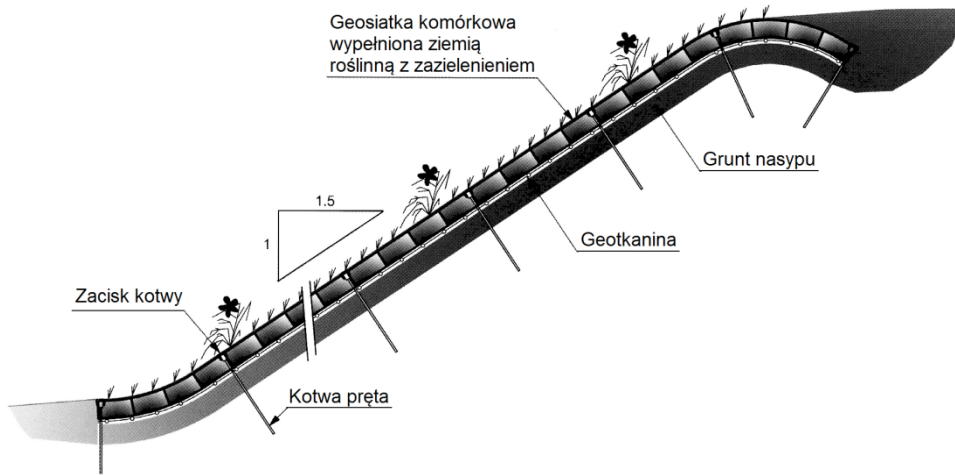 Geosiatka komórkowa
wypełniona ziemią
roślinną z zazielenieniem
Grunt nasypu
1.5
1
Geotkanina
Zacisk kotwy
Kotwa pręta